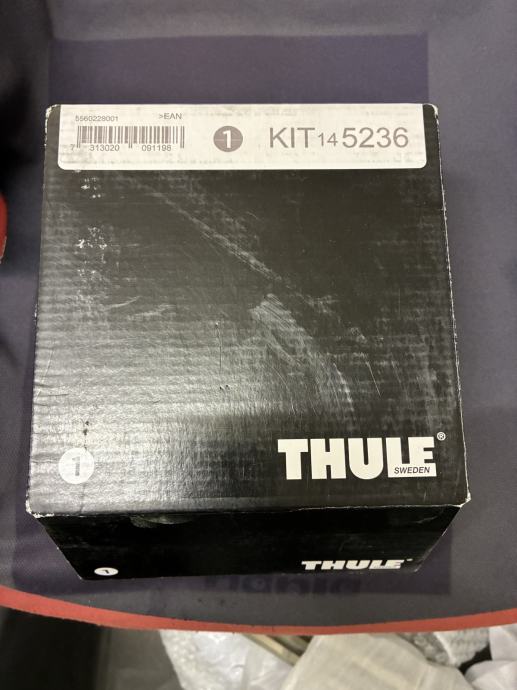 5560228001 >EAN
7 313020 091198
1 KIT 14 5236
THULE®
SWEDEN
1
1 THULE